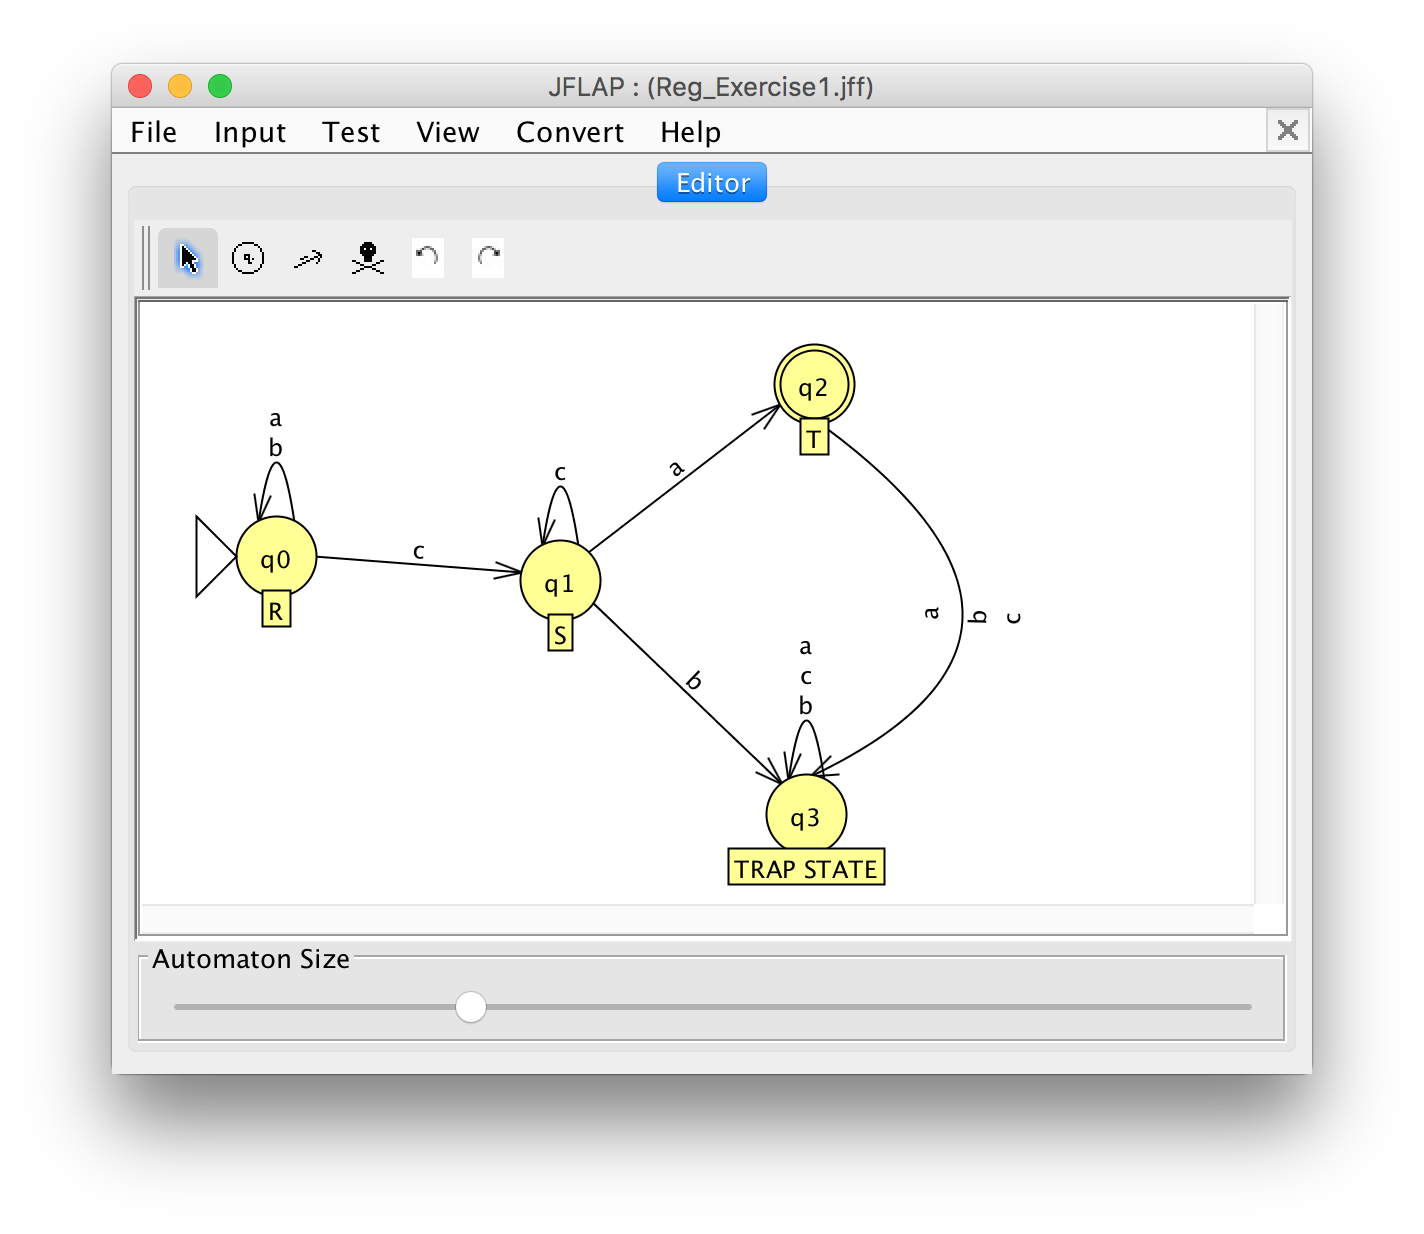 JFLAP : (Reg_Exercise1.jff)
File Input Test View Convert Help
Editor
q
q2
T
a
b
a
c
q0
R
c
c
q1
S
b
a
b
c
a
c
b
q3
TRAP STATE
Automaton Size